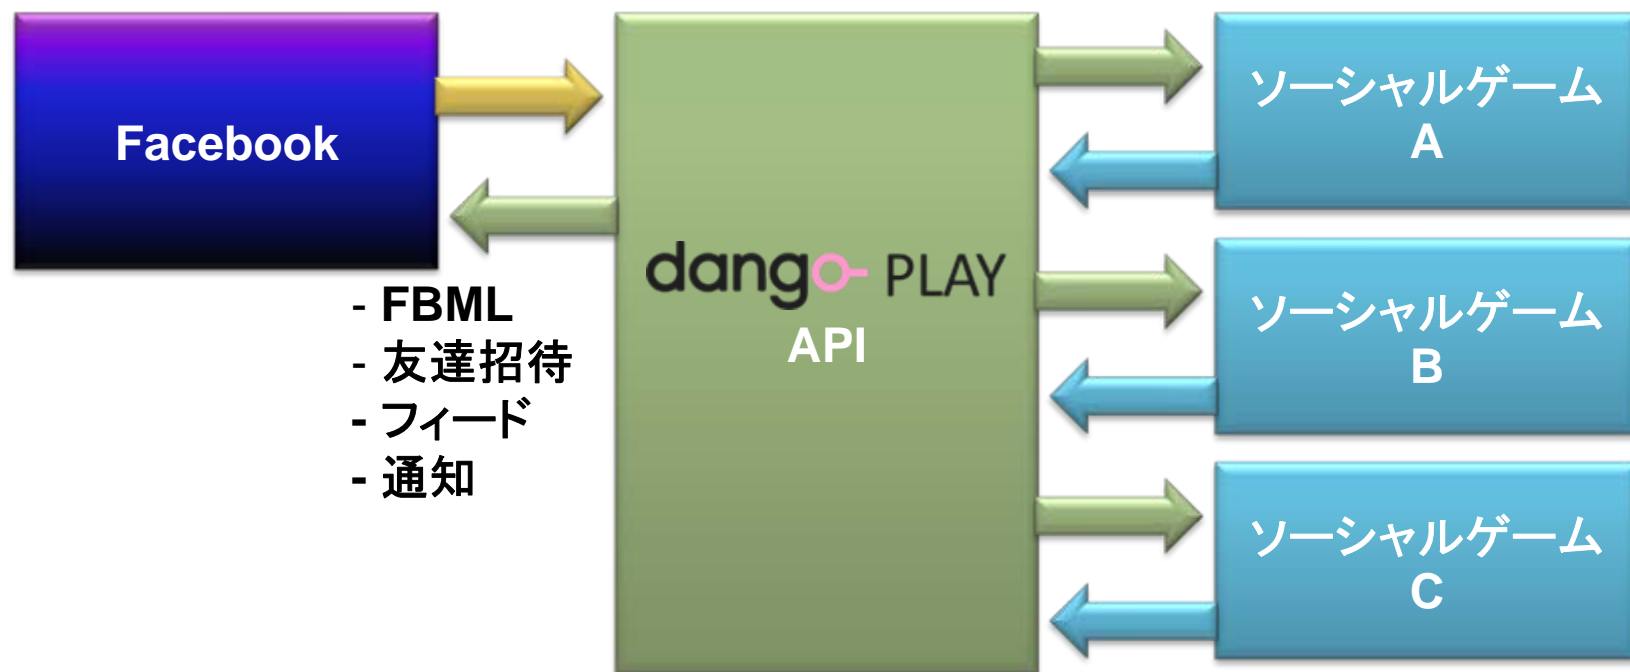 Facebook
- FBML
- 友達招待
- フィード
- 通知
dango PLAY
API
ソーシャルゲーム
A
ソーシャルゲーム
B
ソーシャルゲーム
C